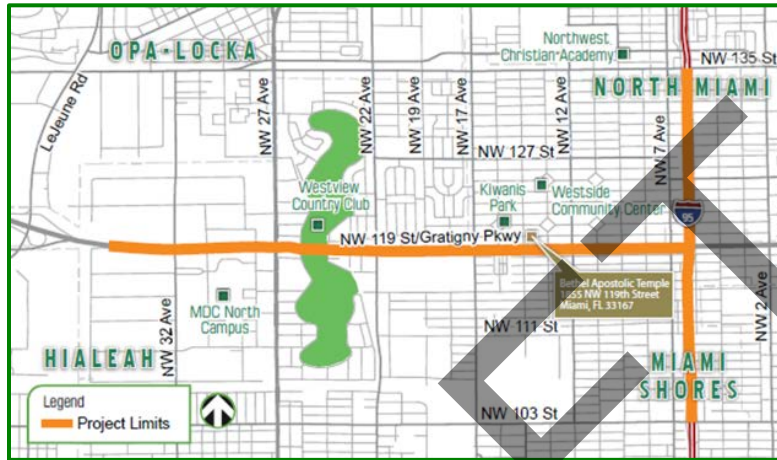 OPA-LOCKA
LeJeune Rd
NW 27 Ave
NW 22 Ave
NW 19 Ave
NW 17 Ave
Northwest
Christian Academy
NW 12 Ave
NW 135 St
NORTH MIAMI
NW 7 Ave
NW 127 St
Westview
Country Club
Kiwanis
Park
Westside
Community Center
95
NW 119 St/Gratigny Pkwy
Bethel Apostolic Temple
1855 NW 119th Street
Miami, FL 33167
NW 2 Ave
MDC North
Campus
NW 32 Ave
NW 111 St
HIALEAH
MIAMI
SHORES
Legend
Project Limits
NW 103 St